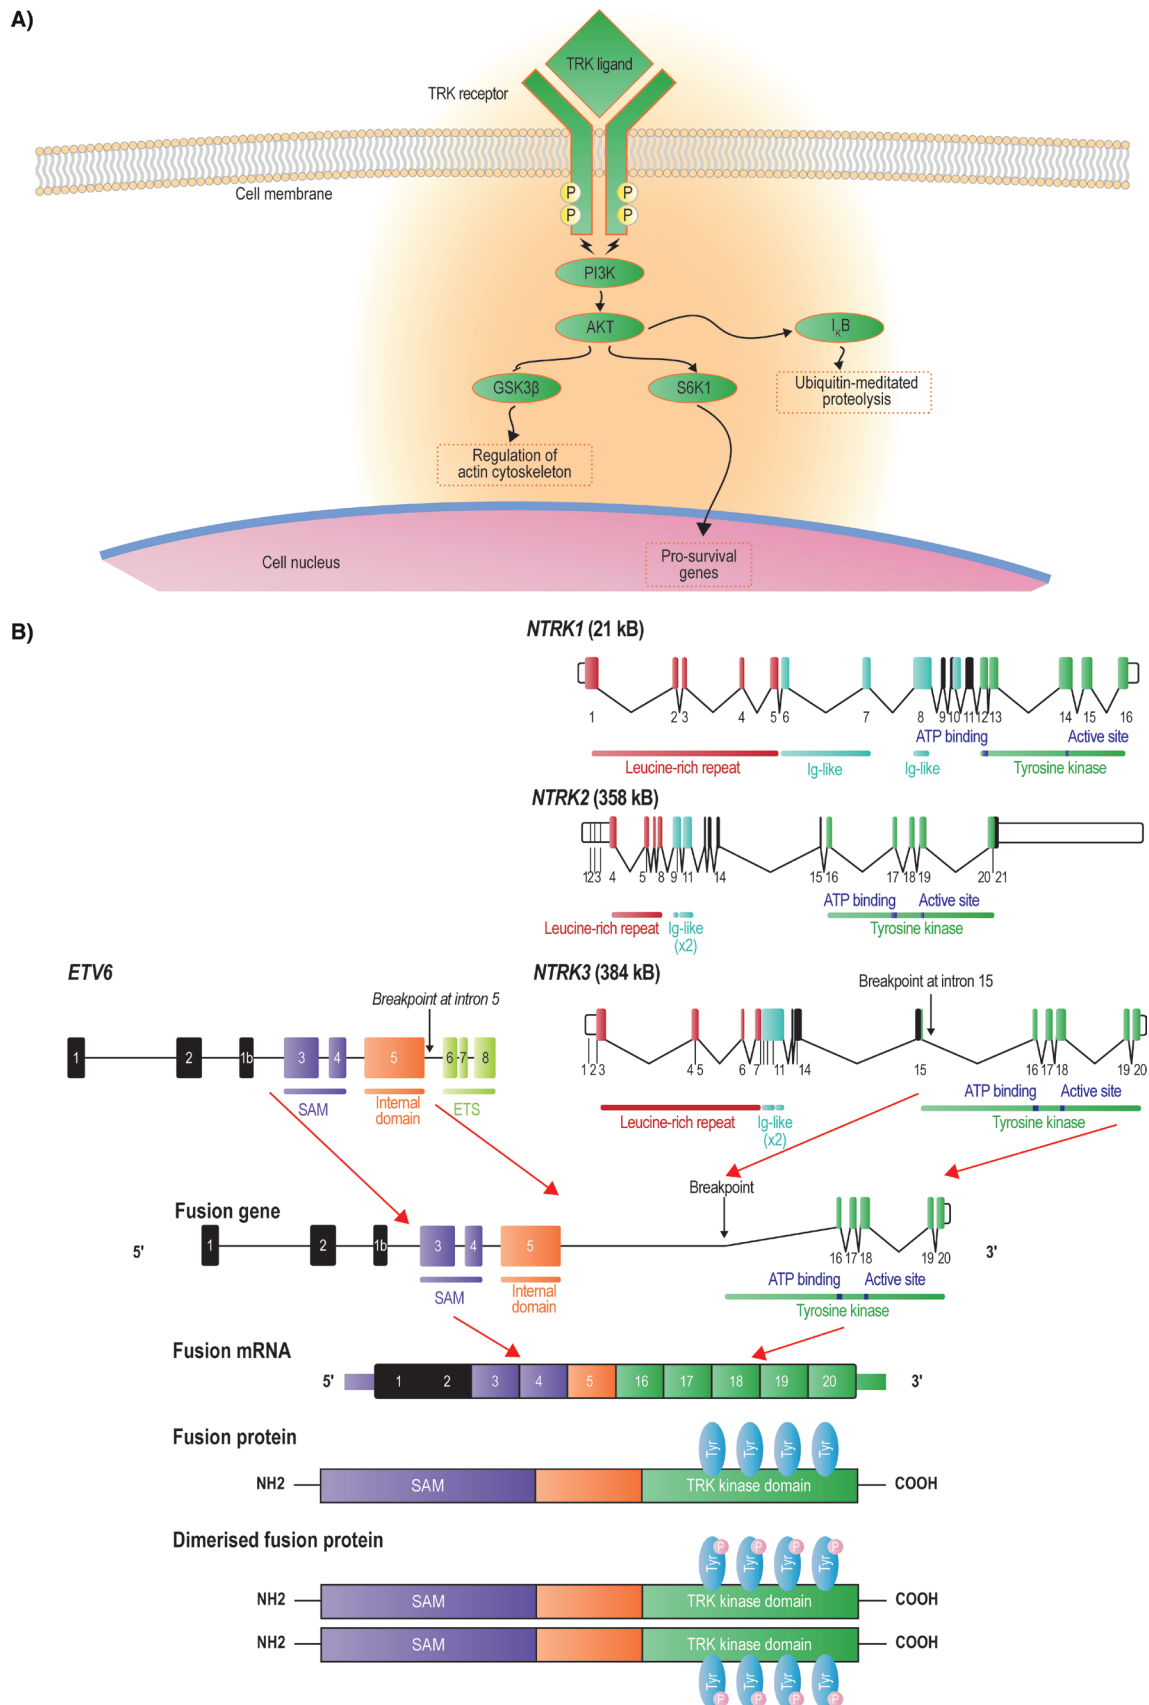 A)
TRK ligand
TRK receptor
Cell membrane
P P
P P
PI3K
AKT
IKB
GSK3β
S6K1
Ubiquitin-meditated
proteolysis
Regulation of
actin cytoskeleton
Cell nucleus
Pro-survival
genes
B)
NTRK1 (21 kB)
1 2 3 4 5 6 7 8 9 10 11 12 13 14 15 16
ATP binding Active site
Leucine-rich repeat Ig-like Ig-like Tyrosine kinase
NTRK2 (358 kB)
1 2 3 4 5 8 9 11 14 15 16 17 18 19 20 21
ATP binding Active site
Leucine-rich repeat Ig-like
(x2)
Tyrosine kinase
ETV6
Breakpoint at intron 5
1 2 1b 3 4 5 6 7 8
SAM Internal
domain
ETS
NTRK3 (384 kB)
Breakpoint at intron 15
1 2 3 4 5 6 7 11 14 15 16 17 18 19 20
ATP binding Active site
Leucine-rich repeat Ig-like
(x2)
Tyrosine kinase
Breakpoint
Fusion gene
5' 1 2 1b 3 4 5 16 17 18 19 20 3'
SAM Internal
domain
ATP binding Active site
Tyrosine kinase
Fusion mRNA
5' 1 2 3 4 5 16 17 18 19 20 3'
Fusion protein
Tyr Tyr Tyr Tyr
NH2 SAM TRK kinase domain COOH
Dimerised fusion protein
P P P P
Tyr Tyr Tyr Tyr
NH2 SAM TRK kinase domain COOH
NH2 SAM TRK kinase domain COOH
Tyr Tyr Tyr Tyr
P P P P